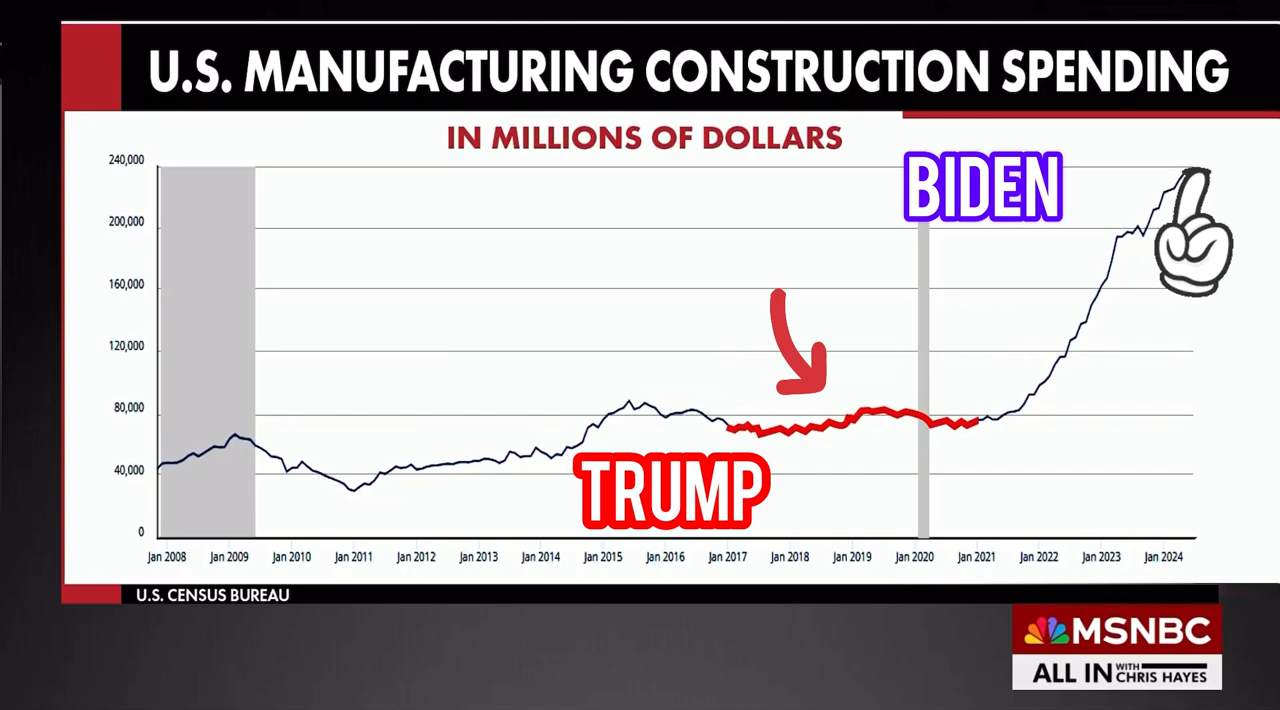 U.S. MANUFACTURING CONSTRUCTION SPENDING
IN MILLIONS OF DOLLARS
240,000
BIDEN
200,000
160,000
120,000
80,000
40,000
TRUMP
0
Jan 2008 Jan 2009 Jan 2010 Jan 2011 Jan 2012 Jan 2013 Jan 2014 Jan 2015 Jan 2016 Jan 2017 Jan 2018 Jan 2019 Jan 2020 Jan 2021 Jan 2022 Jan 2023 Jan 2024
U.S. CENSUS BUREAU
MSNBC
ALL IN WITH CHRIS HAYES